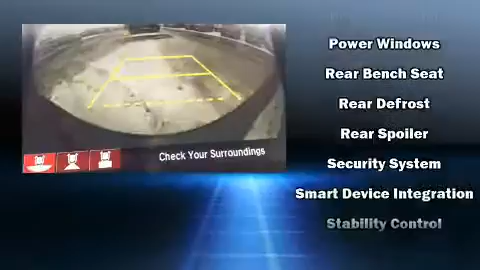 Power Windows
Rear Bench Seat
Rear Defrost
Rear Spoiler
Security System
Smart Device Integration
Stability Control
Check Your Surroundings